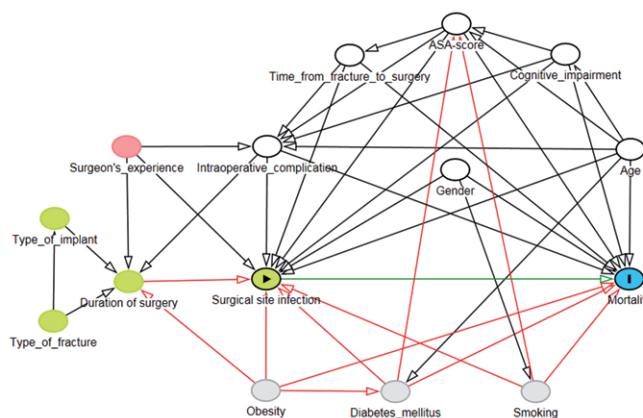 ASA-score
Time_from_fracture_to_surgery
Cognitive_impairment
Surgeon's_experience
Intraoperative_complication
Age
Gender
Type_of_implant
Duration of surgery
Surgical site infection
Mortalit
Type_of_fracture
Obesity
Diabetes_mellitus
Smoking